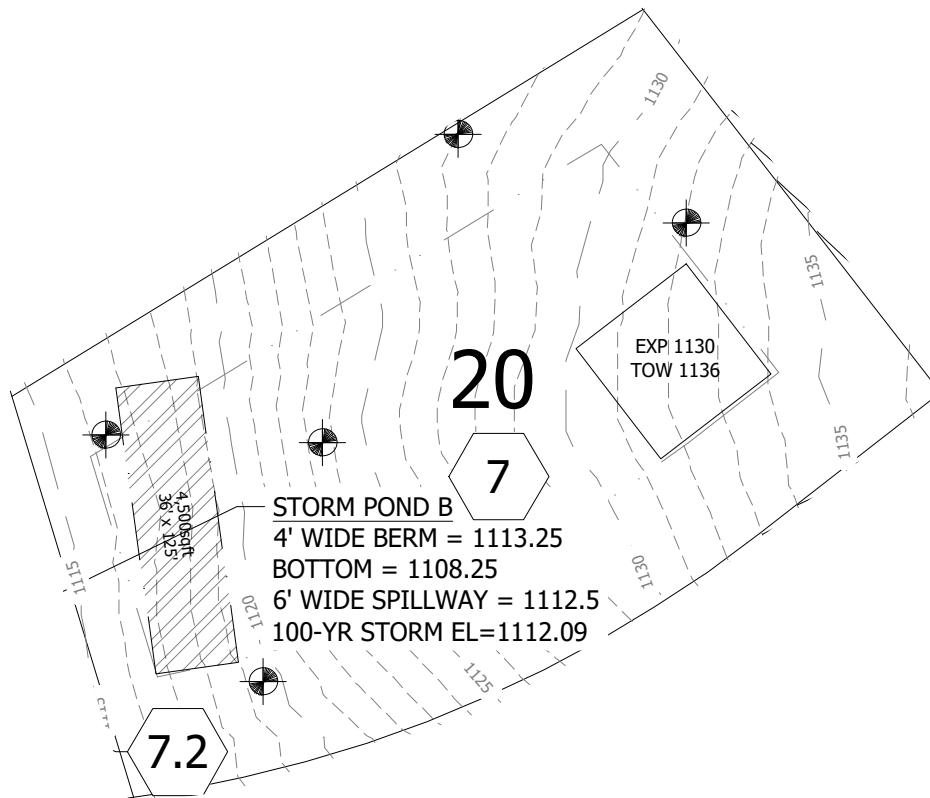 1130
1135
EXP 1130
TOW 1136
20
1135
7
4,500sqft
36' x 125'
STORM POND B
4' WIDE BERM = 1113.25
BOTTOM = 1108.25
6' WIDE SPILLWAY = 1112.5
100-YR STORM EL=1112.09
1115
1120
1130
1125
7.2